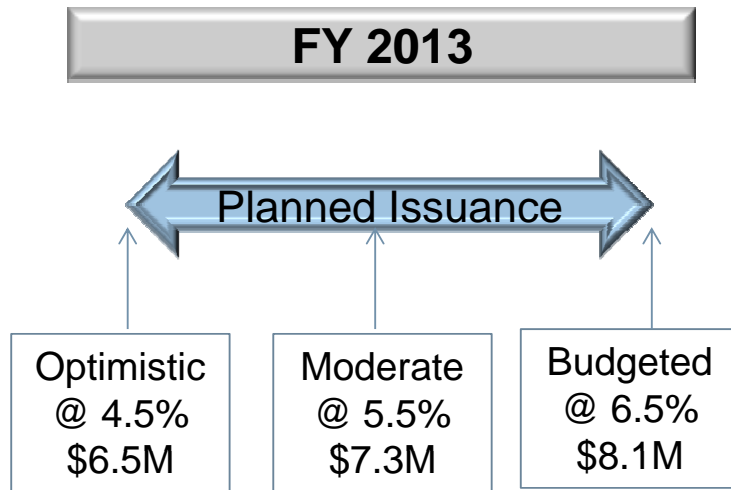 FY 2013
Planned Issuance
Optimistic
@ 4.5%
$6.5M
Moderate
@ 5.5%
$7.3M
Budgeted
@ 6.5%
$8.1M